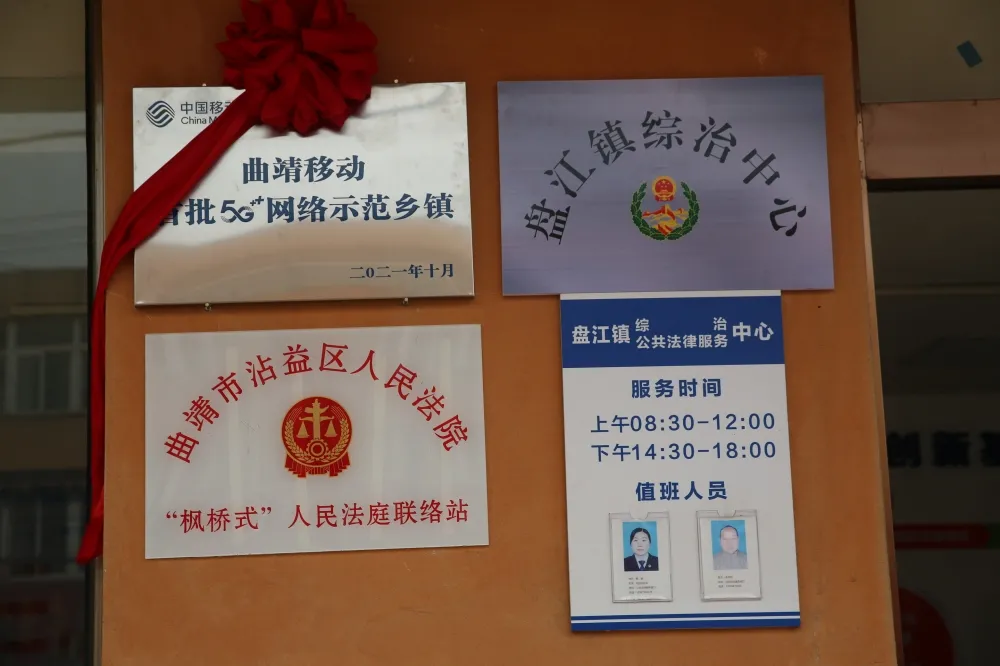 中国移
China M
曲靖移动
首批5G++网络示范乡镇
二〇二一年十月
盘江镇综治中心
曲靖市沾益区人民法院
“枫桥式”人民法庭联络站
盘江镇 综治 公共法律服务 中心
服务时间
上午08:30-12:00
下午14:30-18:00
值班人员